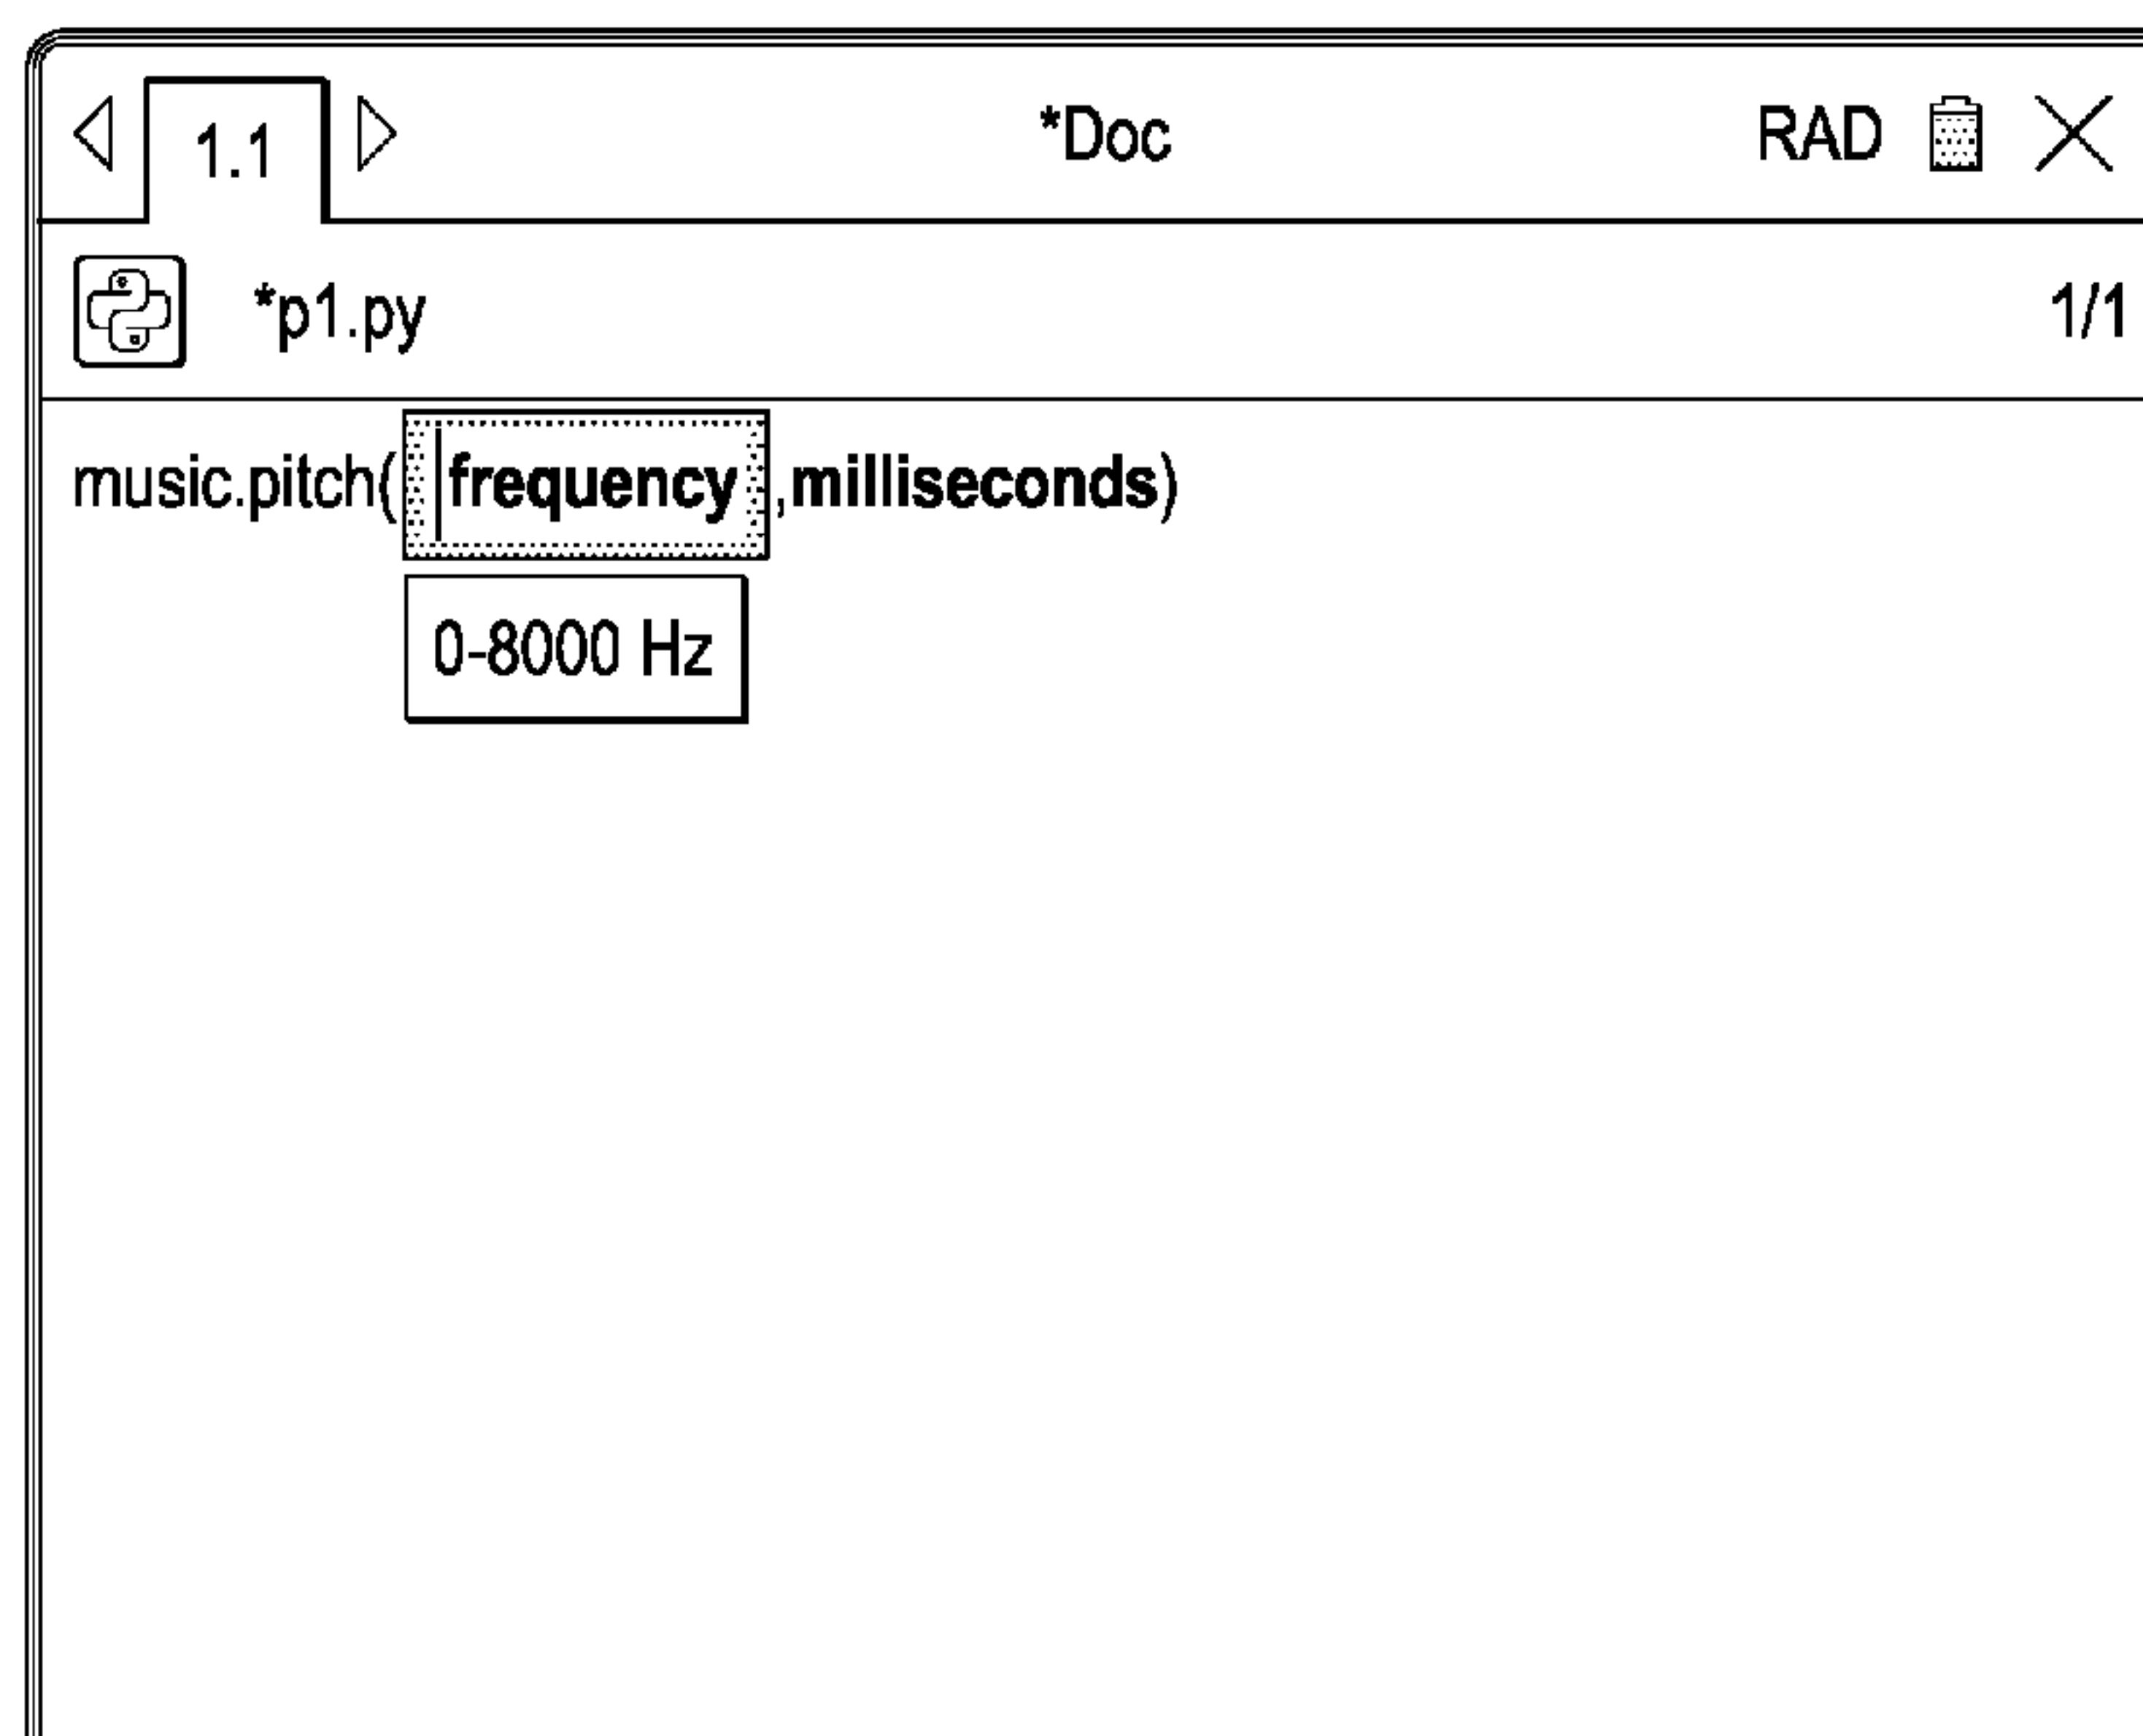 1.1 *Doc RAD
*p1.py 1/1
music.pitch(frequency,milliseconds)
0-8000 Hz